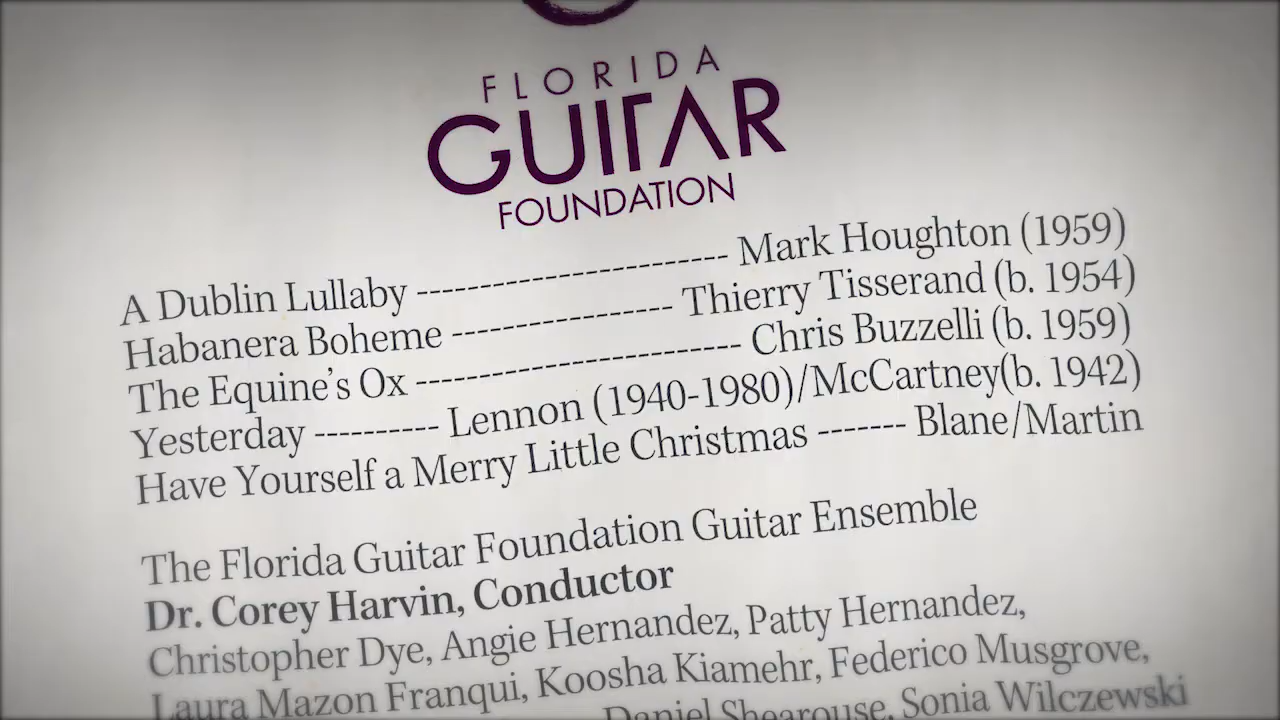 FLORIDA
GUITAR
FOUNDATION
A Dublin Lullaby ------------------------- Mark Houghton (1959)
Habanera Boheme ------------------ Thierry Tisserand (b. 1954)
The Equine's Ox -------------------------- Chris Buzzelli (b. 1959)
Yesterday ---------- Lennon (1940-1980)/McCartney(b. 1942)
Have Yourself a Merry Little Christmas ------- Blane/Martin
The Florida Guitar Foundation Guitar Ensemble
Dr. Corey Harvin, Conductor
Christopher Dye, Angie Hernandez, Patty Hernandez,
Laura Mazon Franqui, Koosha Kiamehr, Federico Musgrove,
Daniel Shearouse, Sonia Wilczewski